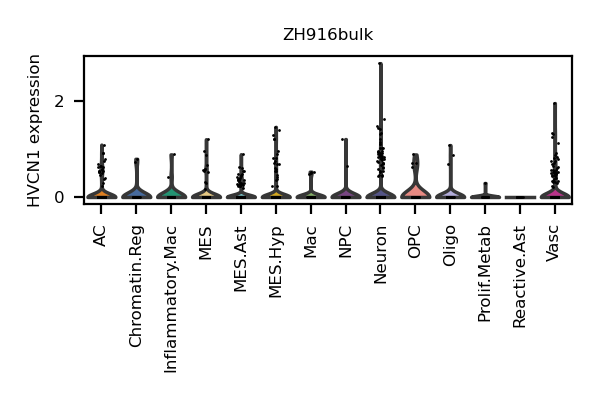 ZH916bulk
HVCN1 expression
2
0
AC
Chromatin.Reg
Inflammatory.Mac
MES
MES.Ast
MES.Hyp
Mac
NPC
Neuron
OPC
Oligo
Prolif.Metab
Reactive.Ast
Vasc